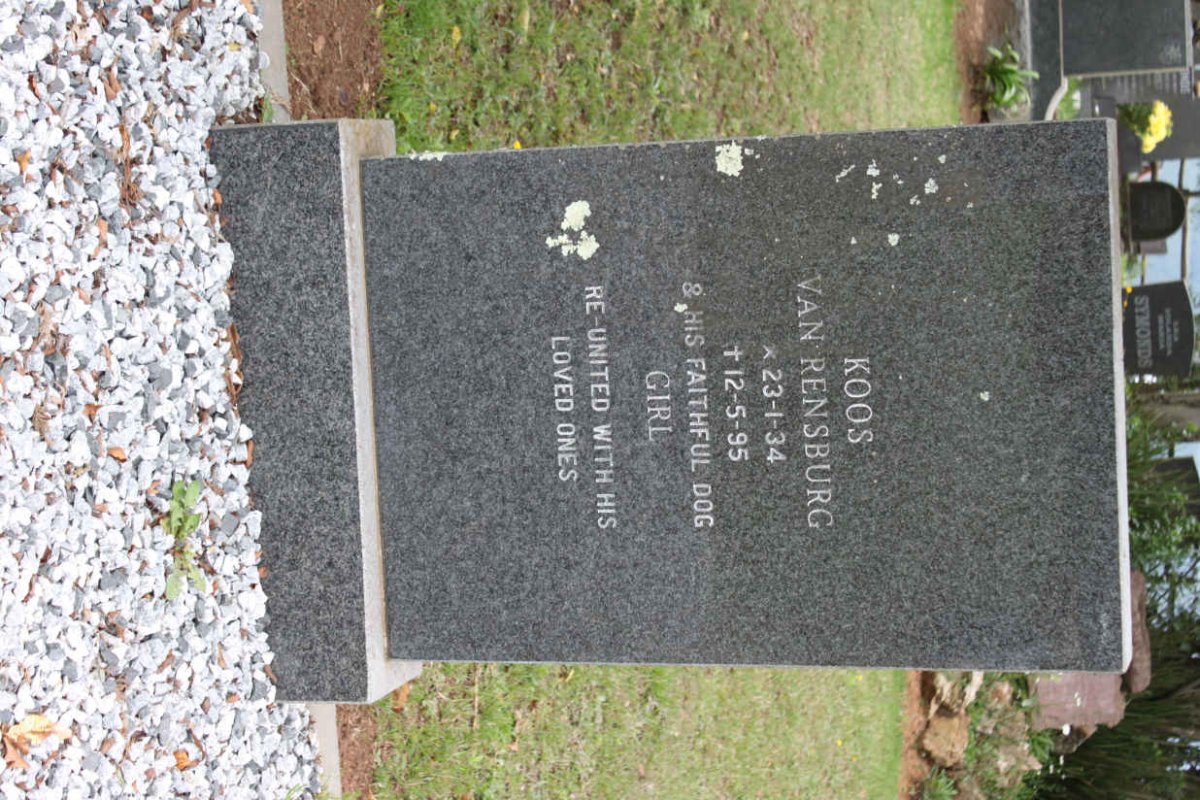 KOOS
VAN RENSBURG
× 23-1-34
† 12-5-95
& HIS FAITHFUL DOG
GIRL
RE-UNITED WITH HIS
LOVED ONES
SYMONDS